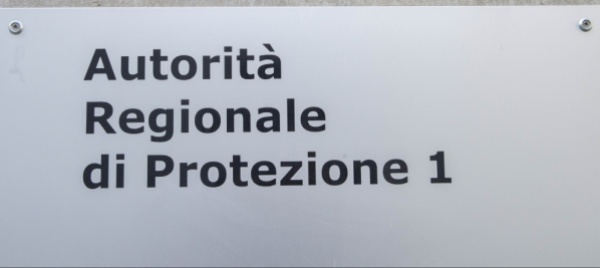 Autorità
Regionale
di Protezione 1